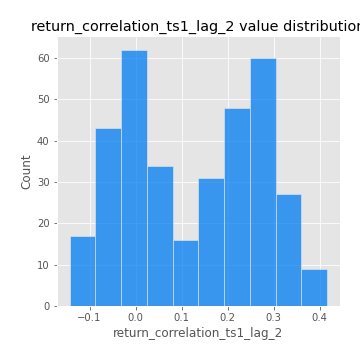 return_correlation_ts1_lag_2 value distribution
60
50
40
30
20
10
0
Count
−0.1 0.0 0.1 0.2 0.3 0.4
return_correlation_ts1_lag_2